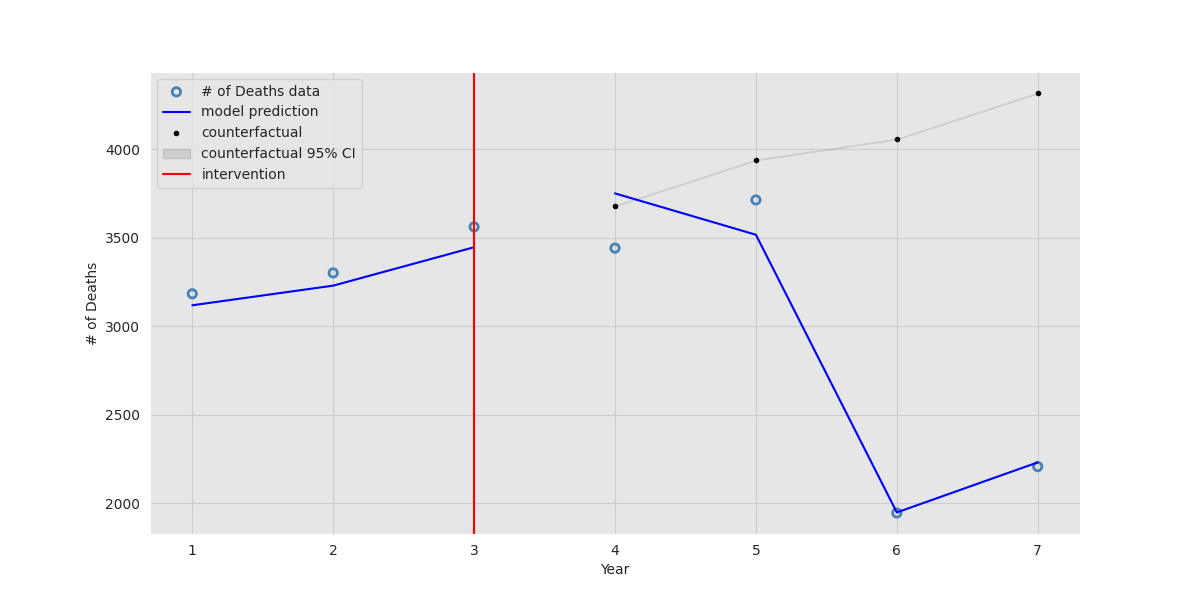 # of Deaths data
model prediction
counterfactual
counterfactual 95% CI
intervention
4000
3500
3000
2500
2000
# of Deaths
1 2 3 4 5 6 7
Year